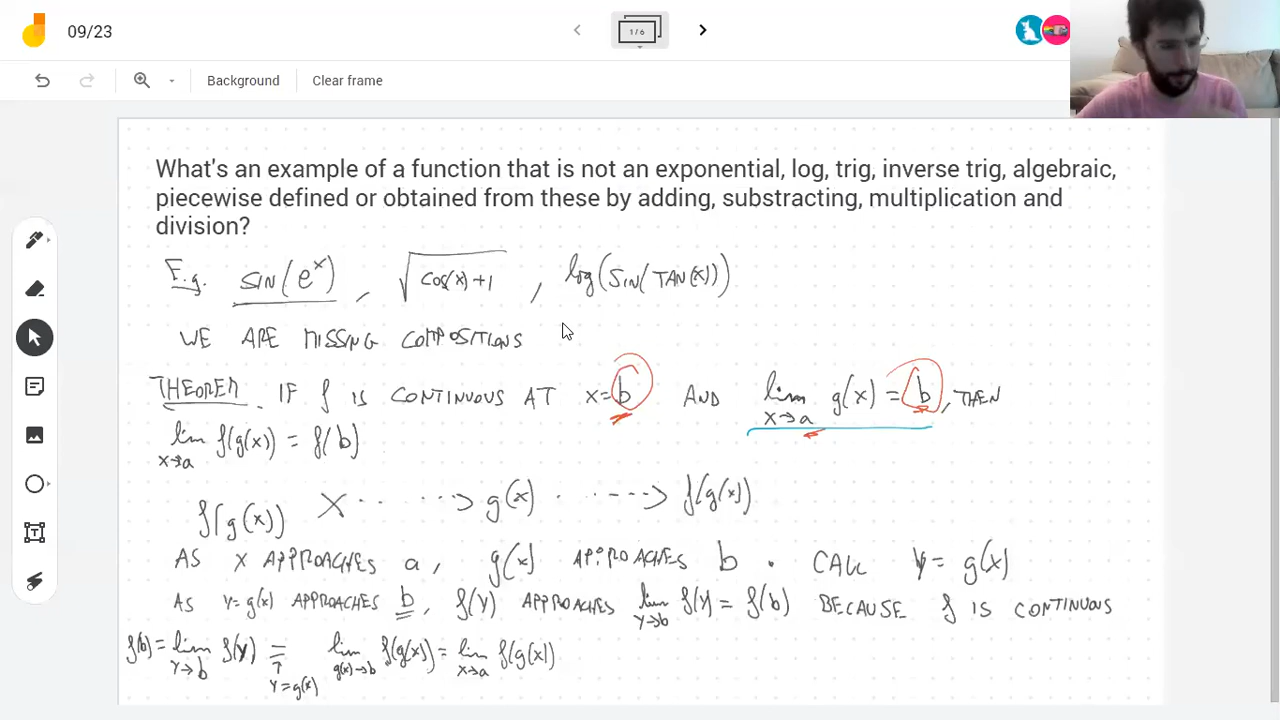 09/23
1/6
Background
Clear frame
What's an example of a function that is not an exponential, log, trig, inverse trig, algebraic,
piecewise defined or obtained from these by adding, substracting, multiplication and
division?
E.g. sin(e^x), √(cos(x)+1), log(sin(tan(x)))
WE ARE MISSING COMPOSITIONS
THEOREM. IF f IS CONTINUOUS AT x=b AND lim x→a g(x) = b, THEN
lim x→a f(g(x)) = f(b)
f(g(x)) X ·····> g(x) ·····> f(g(x))
AS X APPROACHES a, g(x) APPROACHES b. CALL Y= g(x)
AS Y=g(x) APPROACHES b, f(Y) APPROACHES lim Y→b f(Y) = f(b) BECAUSE f IS CONTINUOUS
f(b) = lim Y→b f(Y) = Y=g(x) lim g(x)→b f(g(x)) = lim x→a f(g(x))